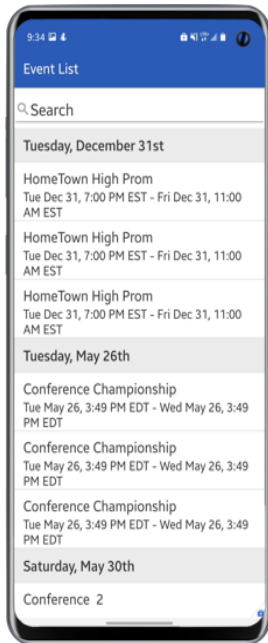 9:34
Event List
Search
Tuesday, December 31st
HomeTown High Prom
Tue Dec 31, 7:00 PM EST - Fri Dec 31, 11:00
AM EST
HomeTown High Prom
Tue Dec 31, 7:00 PM EST - Fri Dec 31, 11:00
AM EST
HomeTown High Prom
Tue Dec 31, 7:00 PM EST - Fri Dec 31, 11:00
AM EST
Tuesday, May 26th
Conference Championship
Tue May 26, 3:49 PM EDT - Wed May 26, 3:49
PM EDT
Conference Championship
Tue May 26, 3:49 PM EDT - Wed May 26, 3:49
PM EDT
Conference Championship
Tue May 26, 3:49 PM EDT - Wed May 26, 3:49
PM EDT
Saturday, May 30th
Conference 2